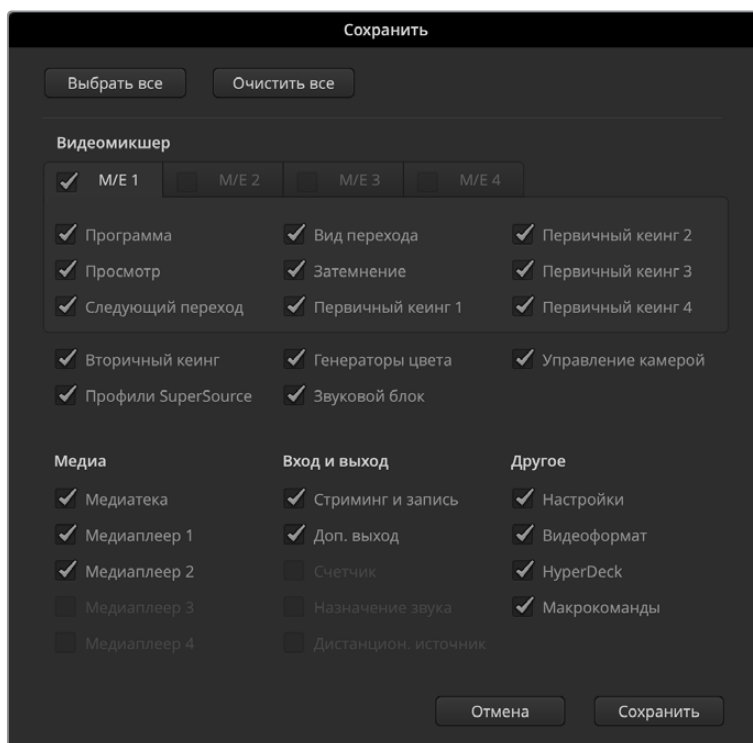 Сохранить
Выбрать все Очистить все
Видеомикшер
M/E 1 M/E 2 M/E 3 M/E 4
Программа Вид перехода Первичный кеинг 2
Просмотр Затемнение Первичный кеинг 3
Следующий переход Первичный кеинг 1 Первичный кеинг 4
Вторичный кеинг Генераторы цвета Управление камерой
Профили SuperSource Звуковой блок
Медиа Вход и выход Другое
Медиатека Стриминг и запись Настройки
Медиаплеер 1 Доп. выход Видеоформат
Медиаплеер 2 Счетчик HyperDeck
Медиаплеер 3 Назначение звука Макрокоманды
Медиаплеер 4 Дистанцион. источник
Отмена Сохранить